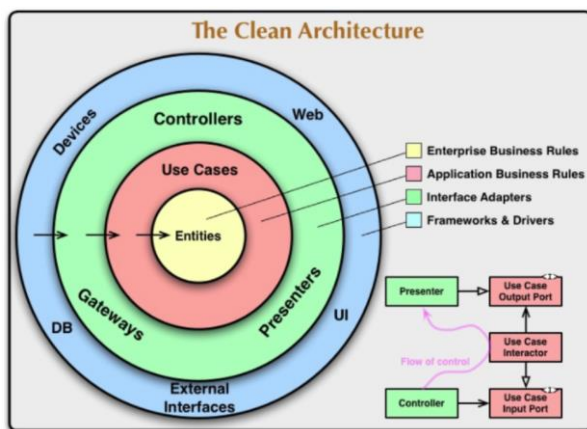 The Clean Architecture
Devices
Web
Controllers
Use Cases
Entities
Gateways
Presenters
DB
UI
External
Interfaces
Enterprise Business Rules
Application Business Rules
Interface Adapters
Frameworks & Drivers
Presenter
Use Case
Output Port
Flow of control
Use Case
Interactor
Controller
Use Case
Input Port